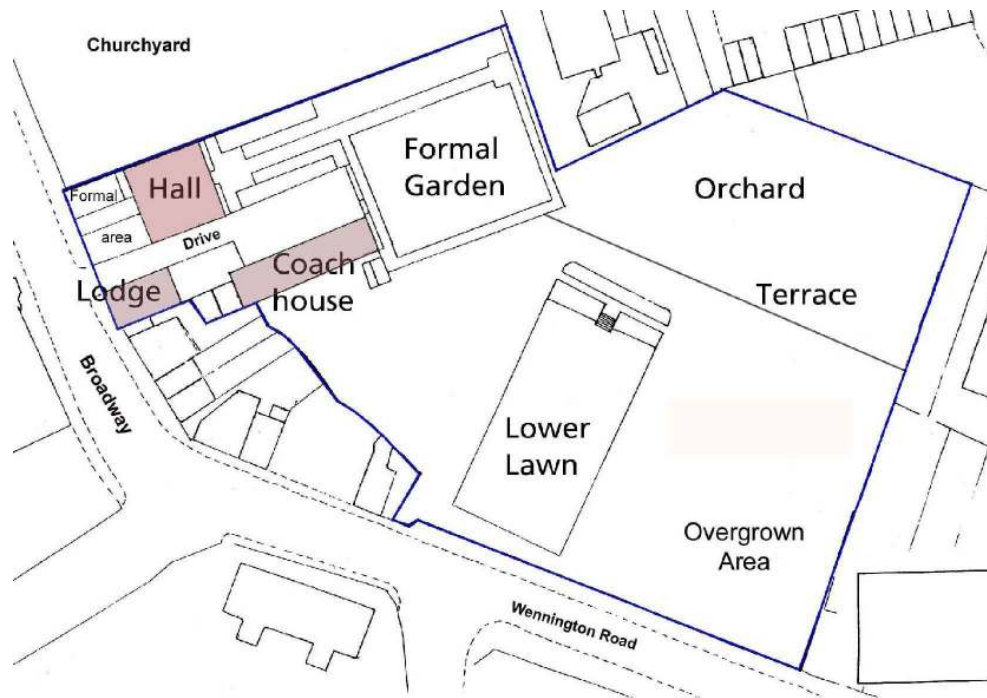 Churchyard
Formal
Garden
Hall
Formal
Orchard
area
Drive
Coach
house
Lodge
Terrace
Broadway
Lower
Lawn
Overgrown
Area
Wennington Road